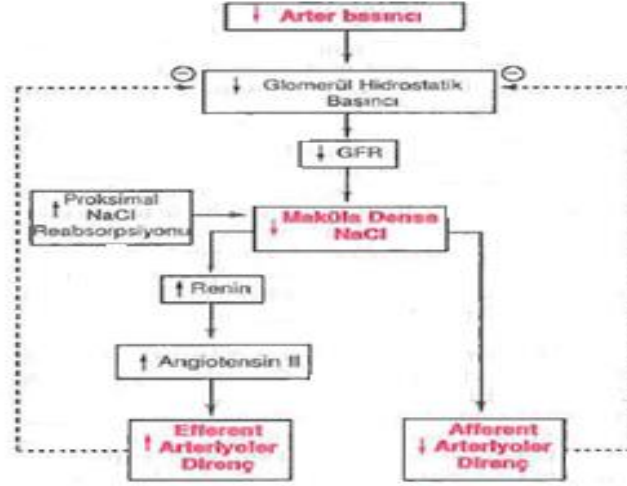 ↓ Arter basıncı
↓ Glomerül Hidrostatik
Basıncı
↓ GFR
↑ Proksimal
NaCl
Reabsorpsiyonu
↓ Maküla Densa
NaCl
↑ Renin
↑ Angiotensin II
↑ Efferent
Arteriyoler
Direnç
↓ Afferent
Arteriyoler
Direnç